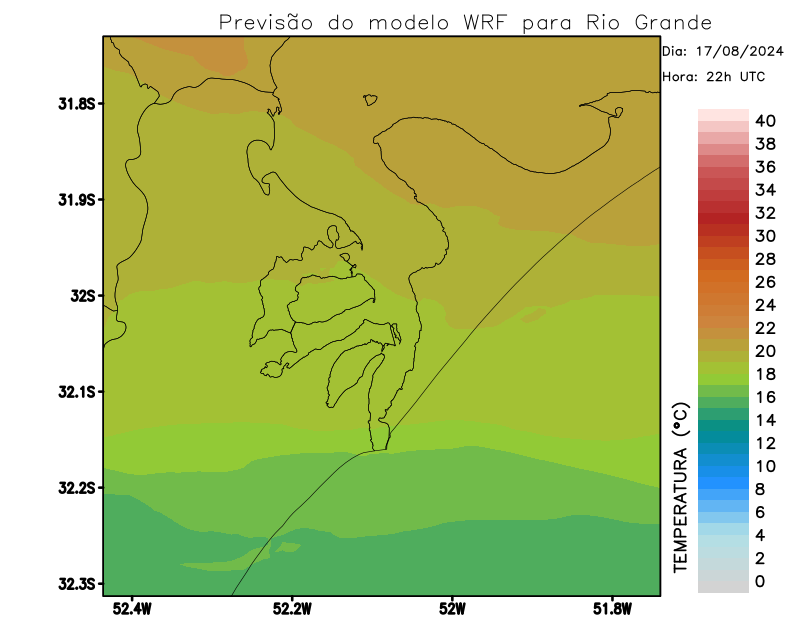 Previsão do modelo WRF para Rio Grande
Dia: 17/08/2024
Hora: 22h UTC
31.8S
31.9S
32S
32.1S
32.2S
32.3S
52.4W
52.2W
52W
51.8W
TEMPERATURA (°C)
40
38
36
34
32
30
28
26
24
22
20
18
16
14
12
10
8
6
4
2
0